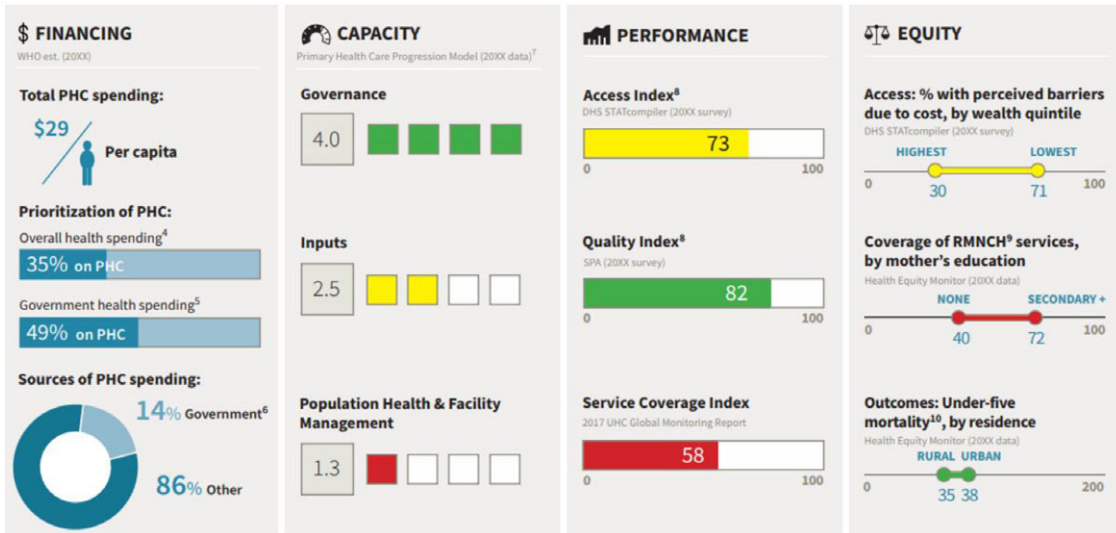 $ FINANCING
WHO est. (20XX)
Total PHC spending:
$29
Per capita
Prioritization of PHC:
Overall health spending⁴
35% on PHC
Government health spending⁵
49% on PHC
Sources of PHC spending:
14% Government⁶
86% Other
CAPACITY
Primary Health Care Progression Model (20XX data)⁷
Governance
4.0
Inputs
2.5
Population Health & Facility
Management
1.3
PERFORMANCE
Access Index⁸
DHS STATcompiler (20XX survey)
73
0 100
Quality Index⁸
SPA (20XX survey)
82
0 100
Service Coverage Index
2017 UHC Global Monitoring Report
58
0 100
EQUITY
Access: % with perceived barriers
due to cost, by wealth quintile
DHS STATcompiler (20XX survey)
HIGHEST LOWEST
0 30 71 100
Coverage of RMNCH⁹ services,
by mother's education
Health Equity Monitor (20XX data)
NONE SECONDARY +
0 40 72 100
Outcomes: Under-five
mortality¹⁰, by residence
Health Equity Monitor (20XX data)
RURAL URBAN
0 35 38 200